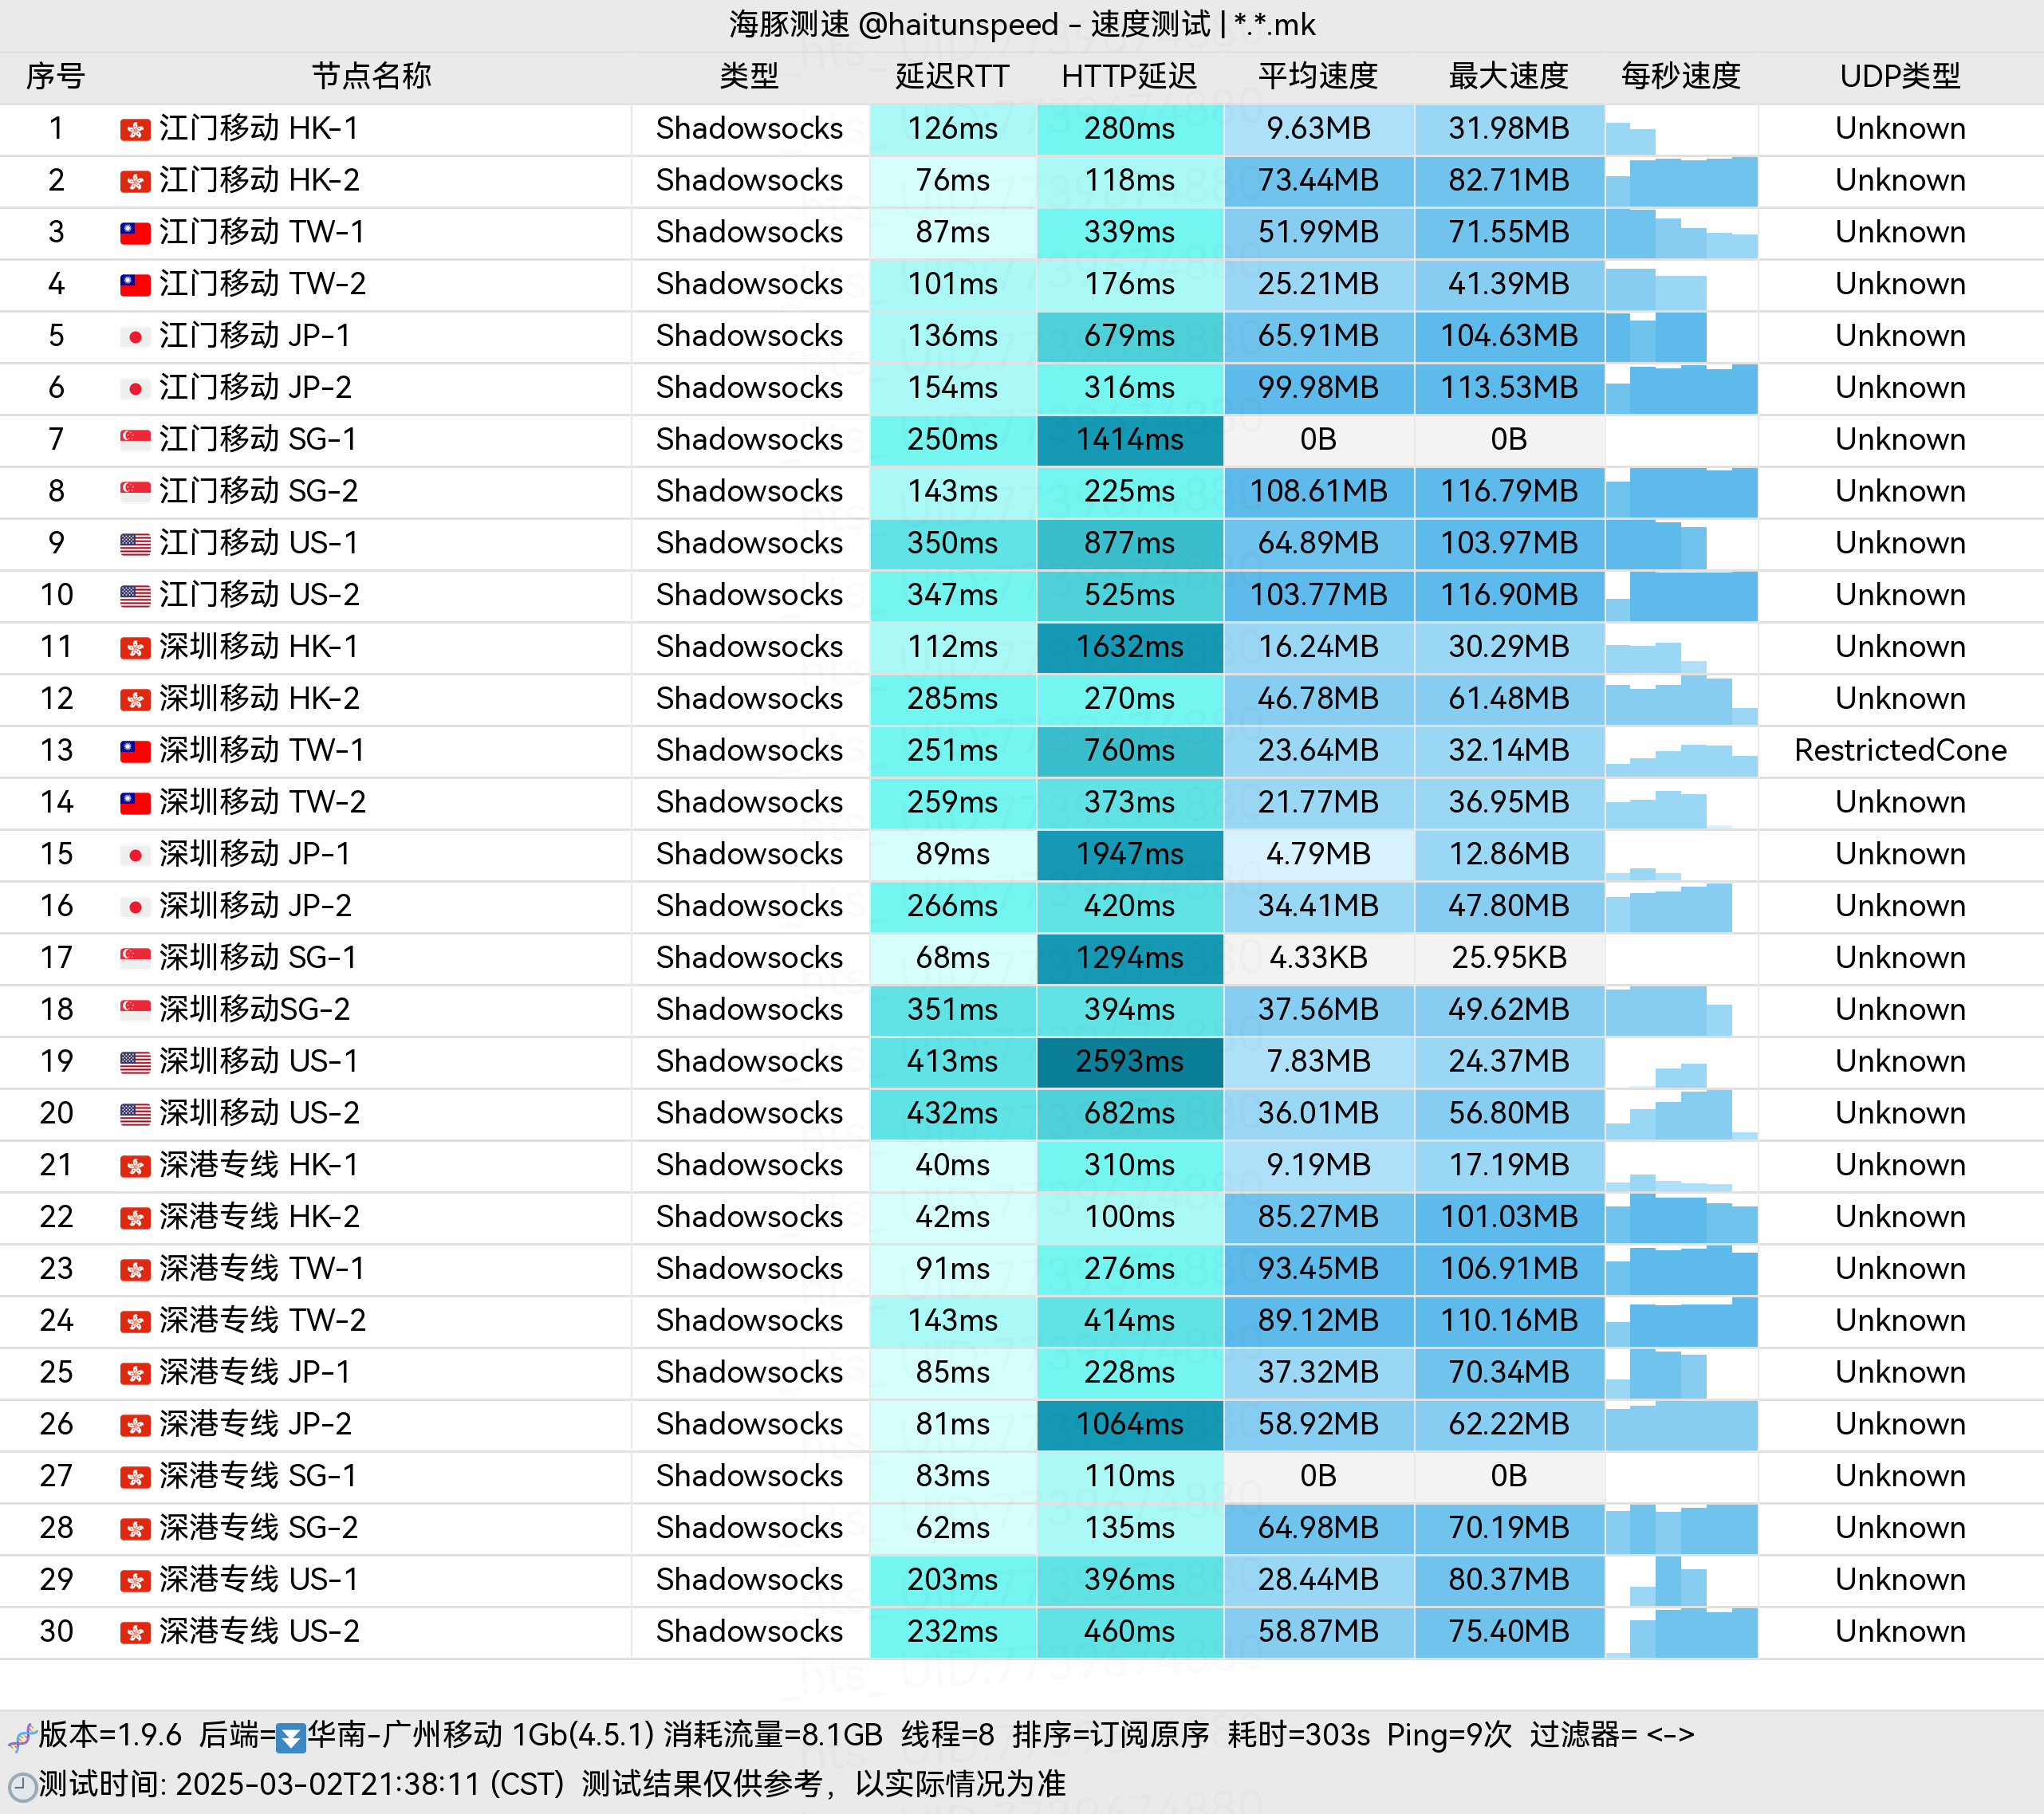 海豚测速 @haitunspeed - 速度测试 | *.*.mk
序号 节点名称 类型 延迟RTT HTTP延迟 平均速度 最大速度 每秒速度 UDP类型
1 江门移动 HK-1 Shadowsocks 126ms 280ms 9.63MB 31.98MB Unknown
2 江门移动 HK-2 Shadowsocks 76ms 118ms 73.44MB 82.71MB Unknown
3 江门移动 TW-1 Shadowsocks 87ms 339ms 51.99MB 71.55MB Unknown
4 江门移动 TW-2 Shadowsocks 101ms 176ms 25.21MB 41.39MB Unknown
5 江门移动 JP-1 Shadowsocks 136ms 679ms 65.91MB 104.63MB Unknown
6 江门移动 JP-2 Shadowsocks 154ms 316ms 99.98MB 113.53MB Unknown
7 江门移动 SG-1 Shadowsocks 250ms 1414ms 0B 0B Unknown
8 江门移动 SG-2 Shadowsocks 143ms 225ms 108.61MB 116.79MB Unknown
9 江门移动 US-1 Shadowsocks 350ms 877ms 64.89MB 103.97MB Unknown
10 江门移动 US-2 Shadowsocks 347ms 525ms 103.77MB 116.90MB Unknown
11 深圳移动 HK-1 Shadowsocks 112ms 1632ms 16.24MB 30.29MB Unknown
12 深圳移动 HK-2 Shadowsocks 285ms 270ms 46.78MB 61.48MB Unknown
13 深圳移动 TW-1 Shadowsocks 251ms 760ms 23.64MB 32.14MB RestrictedCone
14 深圳移动 TW-2 Shadowsocks 259ms 373ms 21.77MB 36.95MB Unknown
15 深圳移动 JP-1 Shadowsocks 89ms 1947ms 4.79MB 12.86MB Unknown
16 深圳移动 JP-2 Shadowsocks 266ms 420ms 34.41MB 47.80MB Unknown
17 深圳移动 SG-1 Shadowsocks 68ms 1294ms 4.33KB 25.95KB Unknown
18 深圳移动SG-2 Shadowsocks 351ms 394ms 37.56MB 49.62MB Unknown
19 深圳移动 US-1 Shadowsocks 413ms 2593ms 7.83MB 24.37MB Unknown
20 深圳移动 US-2 Shadowsocks 432ms 682ms 36.01MB 56.80MB Unknown
21 深港专线 HK-1 Shadowsocks 40ms 310ms 9.19MB 17.19MB Unknown
22 深港专线 HK-2 Shadowsocks 42ms 100ms 85.27MB 101.03MB Unknown
23 深港专线 TW-1 Shadowsocks 91ms 276ms 93.45MB 106.91MB Unknown
24 深港专线 TW-2 Shadowsocks 143ms 414ms 89.12MB 110.16MB Unknown
25 深港专线 JP-1 Shadowsocks 85ms 228ms 37.32MB 70.34MB Unknown
26 深港专线 JP-2 Shadowsocks 81ms 1064ms 58.92MB 62.22MB Unknown
27 深港专线 SG-1 Shadowsocks 83ms 110ms 0B 0B Unknown
28 深港专线 SG-2 Shadowsocks 62ms 135ms 64.98MB 70.19MB Unknown
29 深港专线 US-1 Shadowsocks 203ms 396ms 28.44MB 80.37MB Unknown
30 深港专线 US-2 Shadowsocks 232ms 460ms 58.87MB 75.40MB Unknown
_hts_ UID:7739674880
版本=1.9.6 后端=⏬华南-广州移动 1Gb(4.5.1) 消耗流量=8.1GB 线程=8 排序=订阅原序 耗时=303s Ping=9次 过滤器= <->
测试时间: 2025-03-02T21:38:11 (CST) 测试结果仅供参考，以实际情况为准